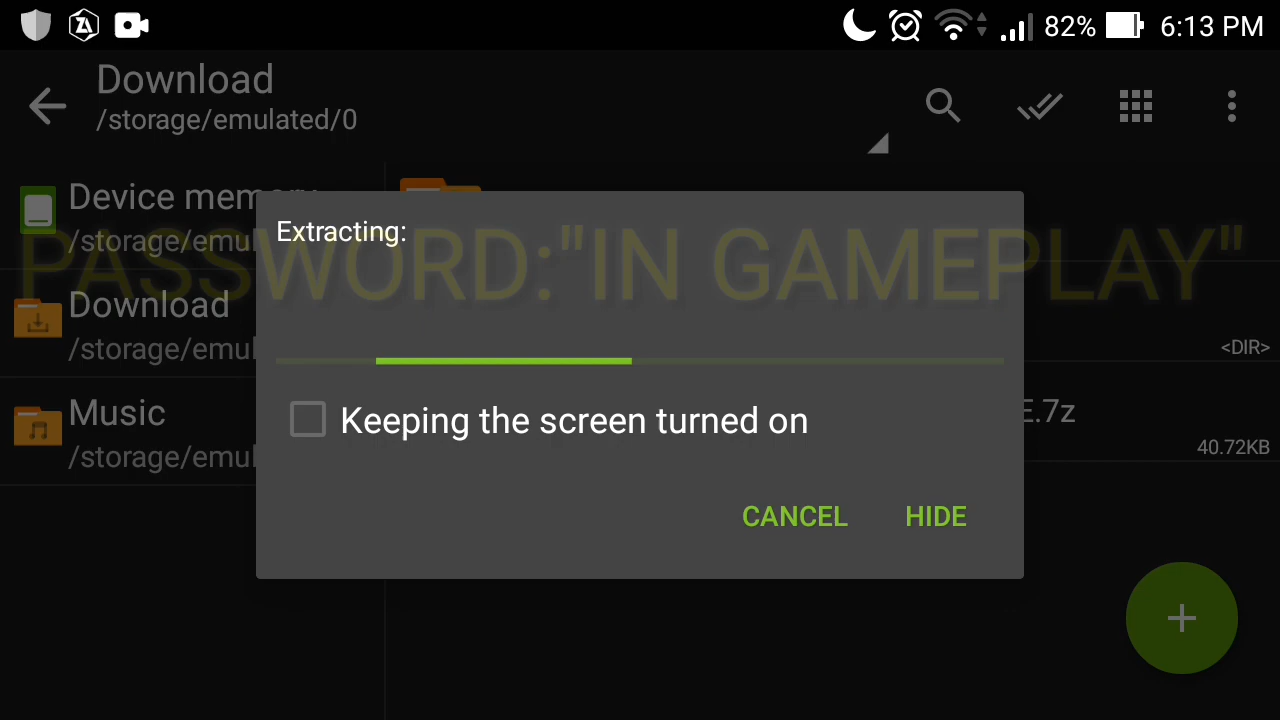 82% 6:13 PM
Download
/storage/emulated/0
Device memory
/storage/emul
Extracting:
PASSWORD:"IN GAMEPLAY"
Download
/storage/emul
<DIR>
Keeping the screen turned on
Music
/storage/emul
E.7z
40.72KB
CANCEL HIDE